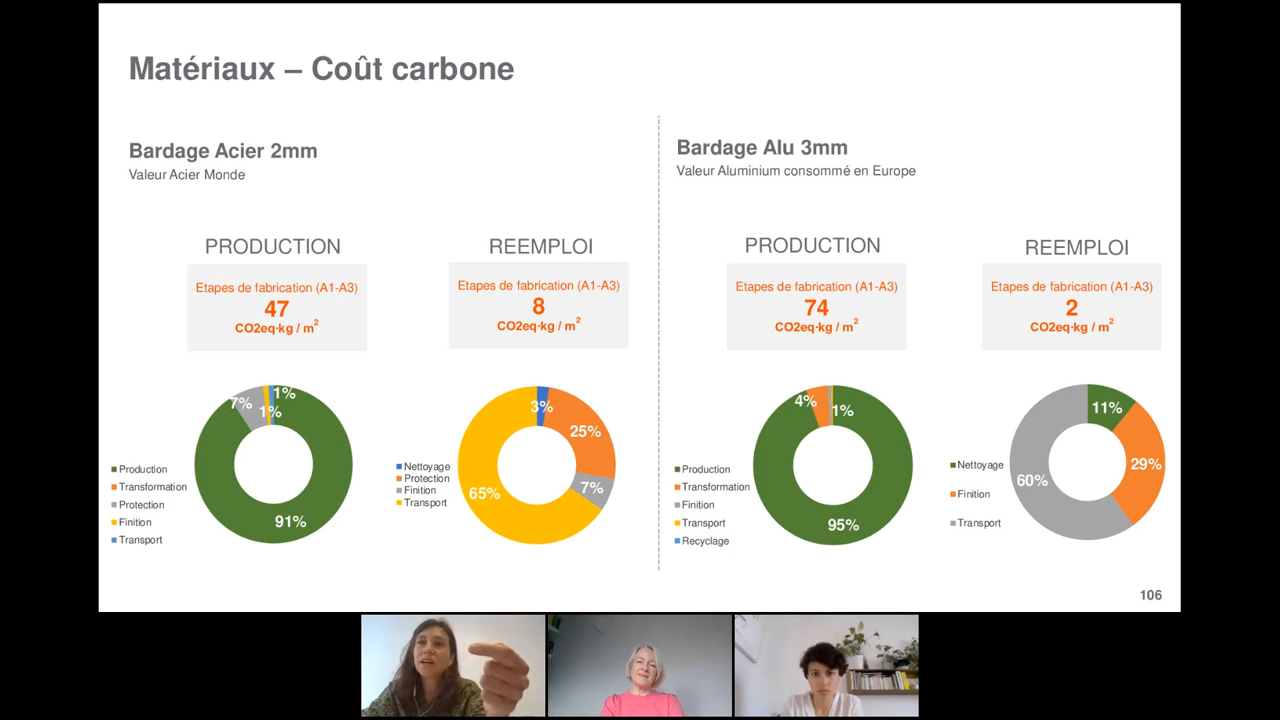 Matériaux – Coût carbone
Bardage Acier 2mm
Valeur Acier Monde
PRODUCTION
Etapes de fabrication (A1-A3)
47
CO2eq·kg / m²
REEMPLOI
Etapes de fabrication (A1-A3)
8
CO2eq·kg / m²
Production
Transformation
Protection
Finition
Transport
7%
1%
1%
91%
Nettoyage
Protection
Finition
Transport
3%
25%
7%
65%
Bardage Alu 3mm
Valeur Aluminium consommé en Europe
PRODUCTION
Etapes de fabrication (A1-A3)
74
CO2eq·kg / m²
REEMPLOI
Etapes de fabrication (A1-A3)
2
CO2eq·kg / m²
Production
Transformation
Finition
Transport
Recyclage
4%
1%
95%
Nettoyage
Finition
Transport
11%
29%
60%
106